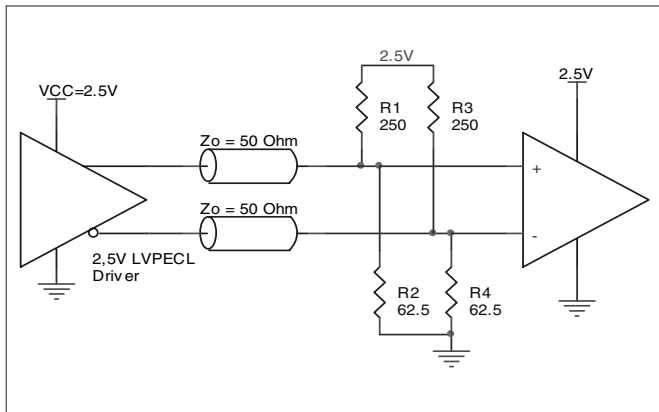 2.5V
VCC=2.5V
2.5V
R1
250
R3
250
Zo = 50 Ohm
+
Zo = 50 Ohm
-
2,5V LVPECL
Driver
R2
62.5
R4
62.5